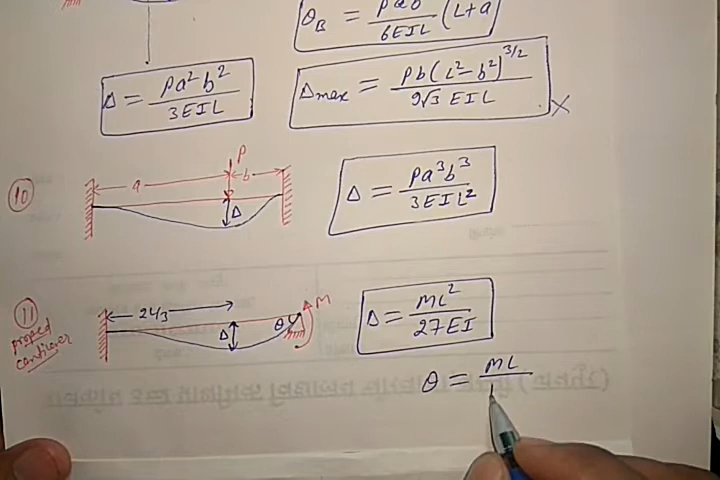 θ_B = Pab/6EIL (L+a)
Δ = Pa²b²/3EIL
Δmax = Pb(L²-b²)^3/2 / 9√3 EIL
10
a
P
b
Δ
Δ = Pa³b³/3EIL²
11
propped
cantilever
2L/3
Δ
θ
M
Δ = ML²/27EI
θ = ML